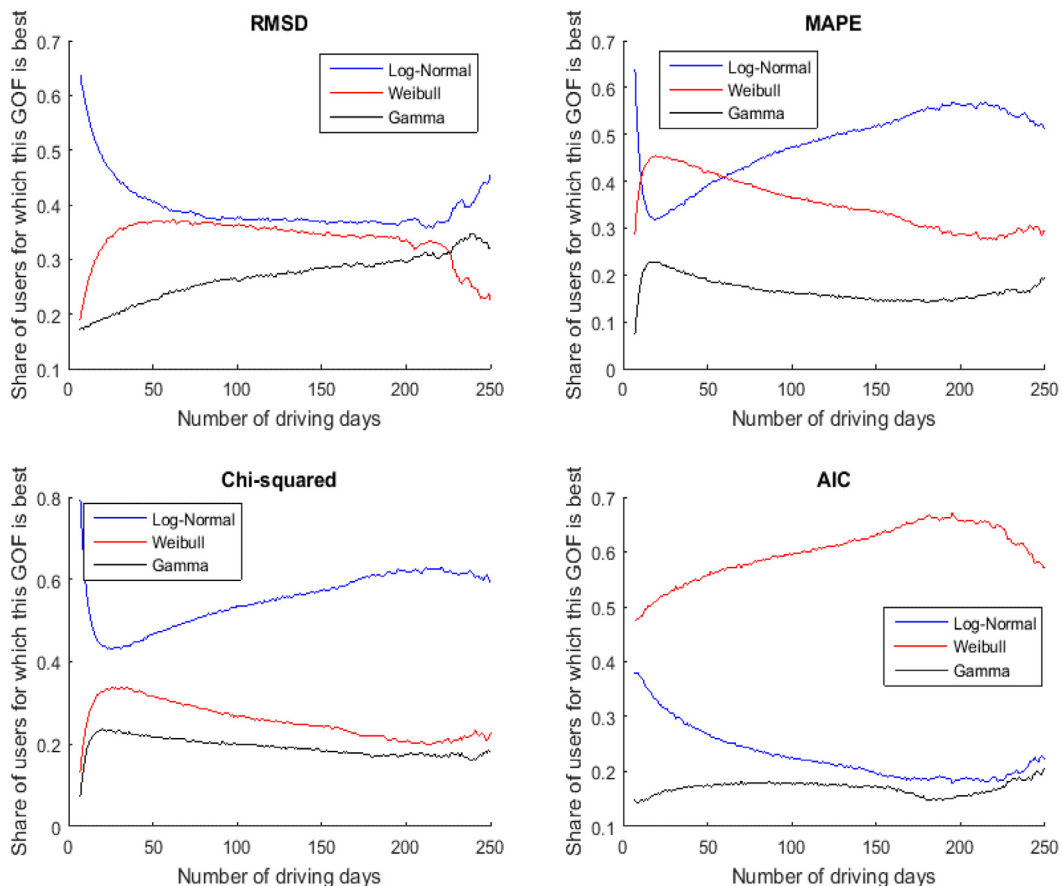 RMSD
Share of users for which this GOF is best
0.7
0.6
0.5
0.4
0.3
0.2
0.1
Log-Normal
Weibull
Gamma
0 50 100 150 200 250
Number of driving days
MAPE
Share of users for which this GOF is best
0.7
0.6
0.5
0.4
0.3
0.2
0.1
0
Log-Normal
Weibull
Gamma
0 50 100 150 200 250
Number of driving days
Chi-squared
Share of users for which this GOF is best
0.8
0.6
0.4
0.2
0
Log-Normal
Weibull
Gamma
0 50 100 150 200 250
Number of driving days
AIC
Share of users for which this GOF is best
0.7
0.6
0.5
0.4
0.3
0.2
0.1
Log-Normal
Weibull
Gamma
0 50 100 150 200 250
Number of driving days